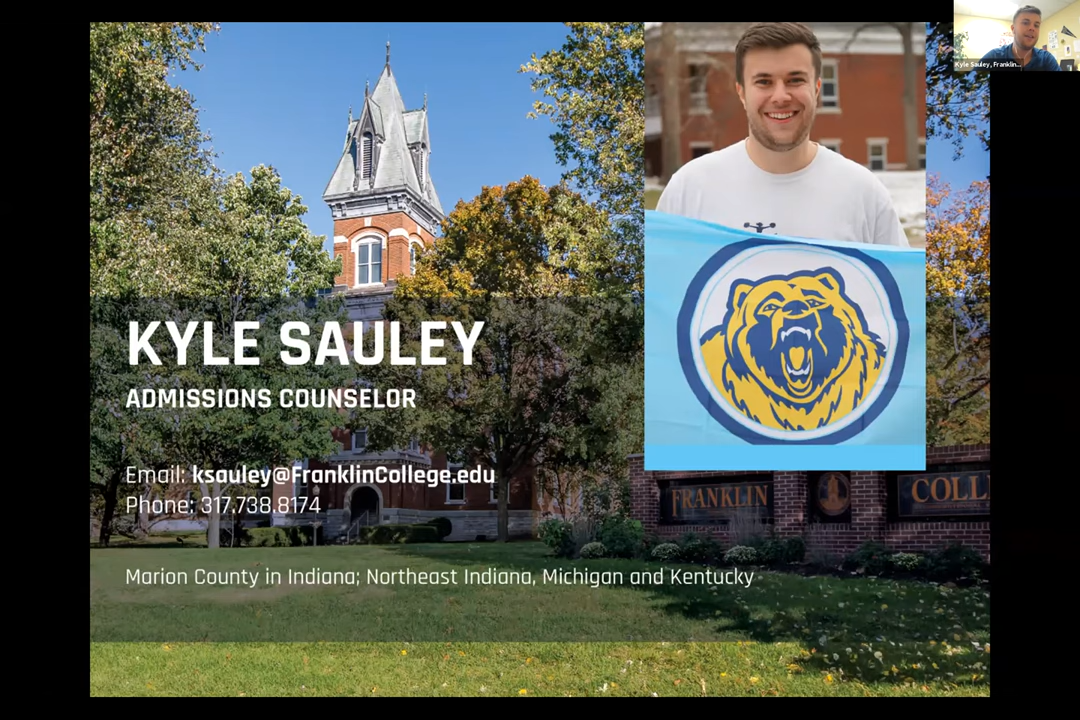 KYLE SAULEY
ADMISSIONS COUNSELOR
Email: ksauley@FranklinCollege.edu
Phone: 317.738.8174
Marion County in Indiana; Northeast Indiana, Michigan and Kentucky
FRANKLIN
COLL
Kyle Sauley, Franklin...